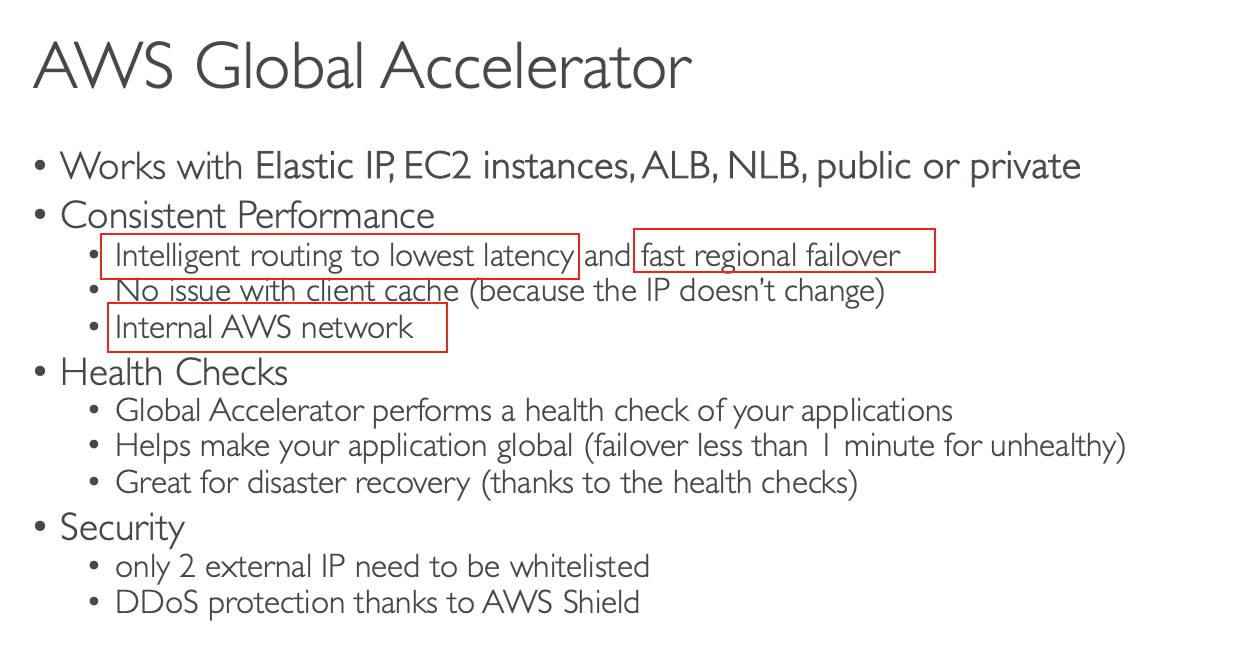 AWS Global Accelerator
• Works with Elastic IP, EC2 instances, ALB, NLB, public or private
• Consistent Performance
• Intelligent routing to lowest latency and fast regional failover
• No issue with client cache (because the IP doesn't change)
• Internal AWS network
• Health Checks
• Global Accelerator performs a health check of your applications
• Helps make your application global (failover less than 1 minute for unhealthy)
• Great for disaster recovery (thanks to the health checks)
• Security
• only 2 external IP need to be whitelisted
• DDoS protection thanks to AWS Shield